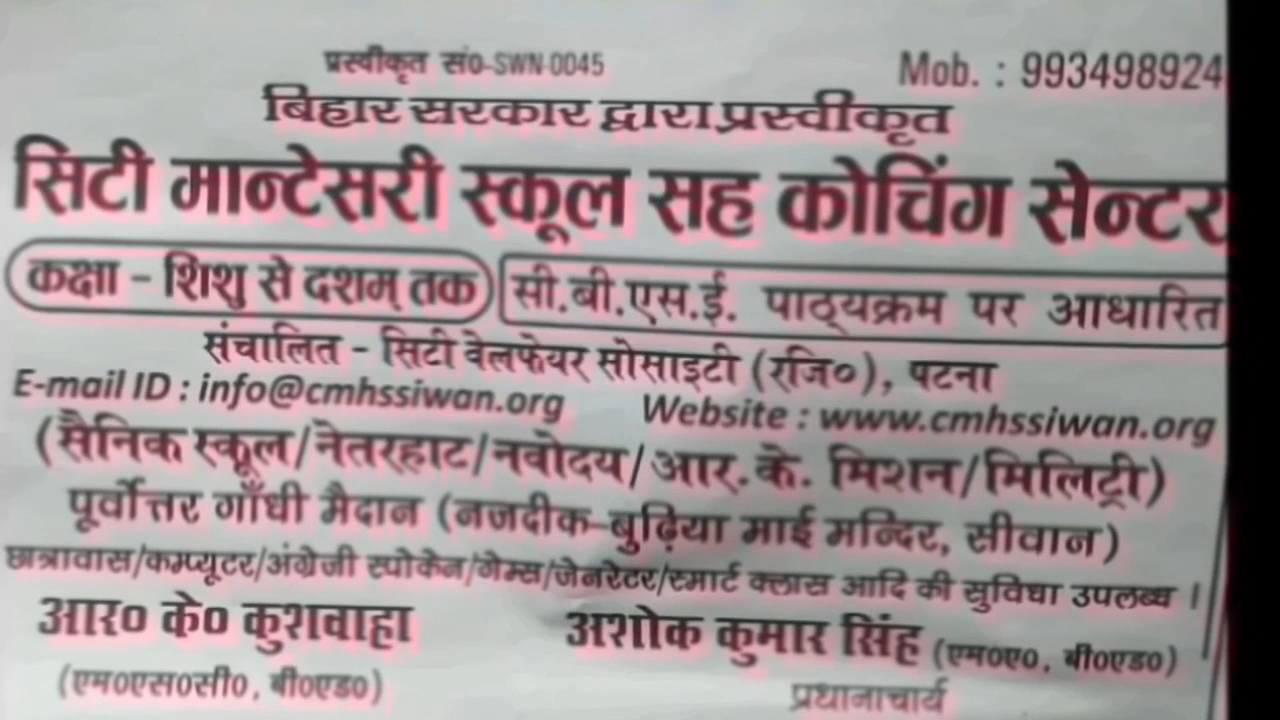 प्रस्वीकृत सं०-SWN-0045 Mob. : 993498924
बिहार सरकार द्वारा प्रस्वीकृत
सिटी मान्टेसरी स्कूल सह कोचिंग सेन्टर
कक्षा - शिशु से दशम् तक सी.बी.एस.ई. पाठ्यक्रम पर आधारित
संचालित - सिटी वेलफेयर सोसाइटी (रजि०), पटना
E-mail ID : info@cmhssiwan.org Website : www.cmhssiwan.org
(सैनिक स्कूल/नेतरहाट/नवोदय/आर.के. मिशन/मिलिट्री)
पूर्वोत्तर गाँधी मैदान (नजदीक-बुढ़िया माई मन्दिर, सीवान)
छात्रावास/कम्प्यूटर/अंग्रेजी स्पोकेन/गेम्स/जेनरेटर/स्मार्ट क्लास आदि की सुविधा उपलब्ध।
आर० के० कुशवाहा अशोक कुमार सिंह (एम०ए०, बी०एड०)
(एम०एस०सी०, बी०एड०) प्रधानाचार्य